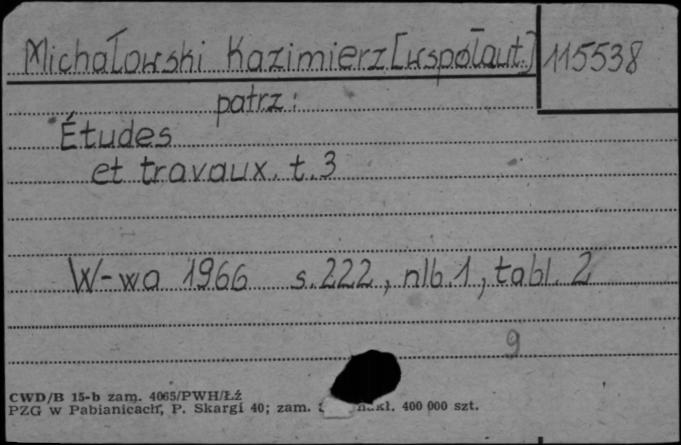 Michałowski Kazimierz [współaut.] 115538
patrz:
Études
et travaux. t. 3
W-wa 1966 s. 222, nlb. 1, tabl. 2
9
CWD/B 15-b zam. 4065/PWH/Łź
PZG w Pabianicach, P. Skargi 40; zam. nakł. 400 000 szt.